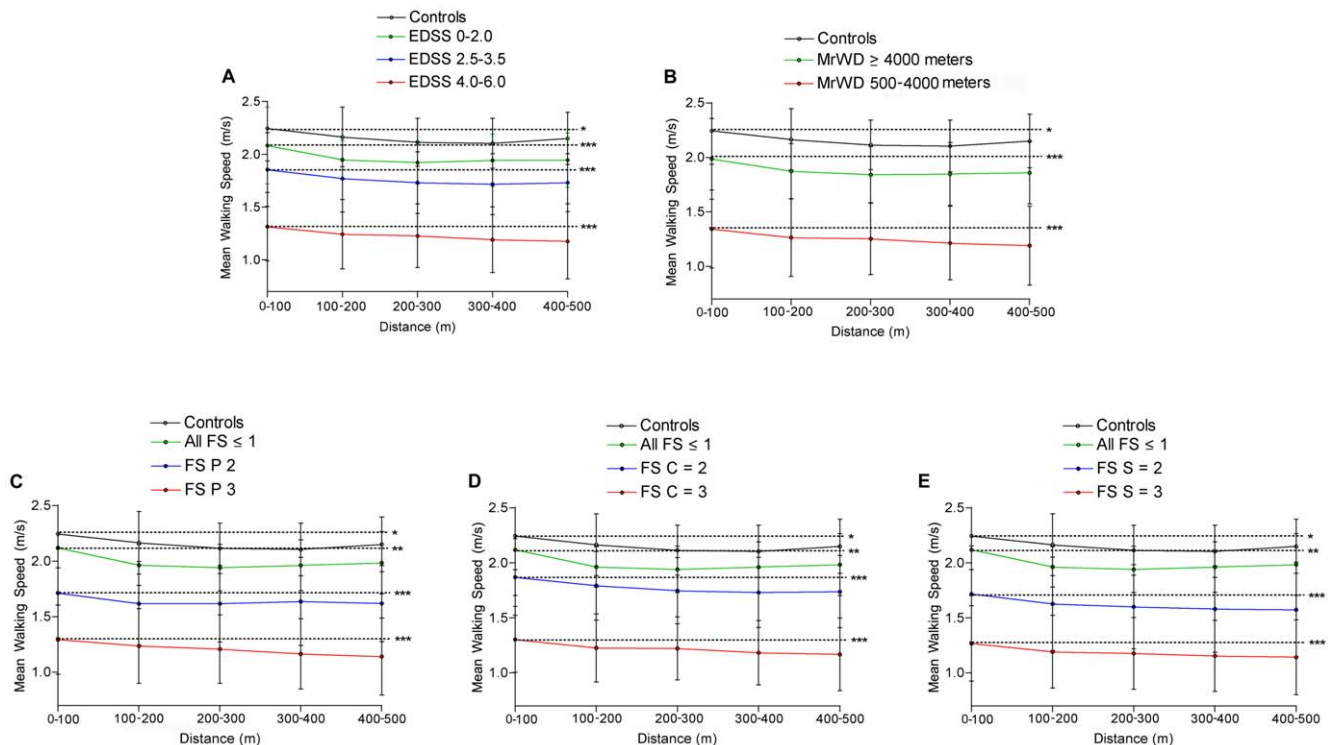 Controls
EDSS 0-2.0
EDSS 2.5-3.5
EDSS 4.0-6.0
A
Mean Walking Speed (m/s)
2.5
2.0
1.5
1.0
*
***
***
***
0-100 100-200 200-300 300-400 400-500
Distance (m)
Controls
MrWD ≥ 4000 meters
MrWD 500-4000 meters
B
Mean Walking Speed (m/s)
2.5
2.0
1.5
1.0
*
***
***
0-100 100-200 200-300 300-400 400-500
Distance (m)
Controls
All FS ≤ 1
FS P 2
FS P 3
C
Mean Walking Speed (m/s)
2.5
2.0
1.5
1.0
*
**
***
***
0-100 100-200 200-300 300-400 400-500
Distance (m)
Controls
All FS ≤ 1
FS C = 2
FS C = 3
D
Mean Walking Speed (m/s)
2.5
2.0
1.5
1.0
*
**
***
***
0-100 100-200 200-300 300-400 400-500
Distance (m)
Controls
All FS ≤ 1
FS S = 2
FS S = 3
E
Mean Walking Speed (m/s)
2.5
2.0
1.5
1.0
*
**
***
***
0-100 100-200 200-300 300-400 400-500
Distance (m)